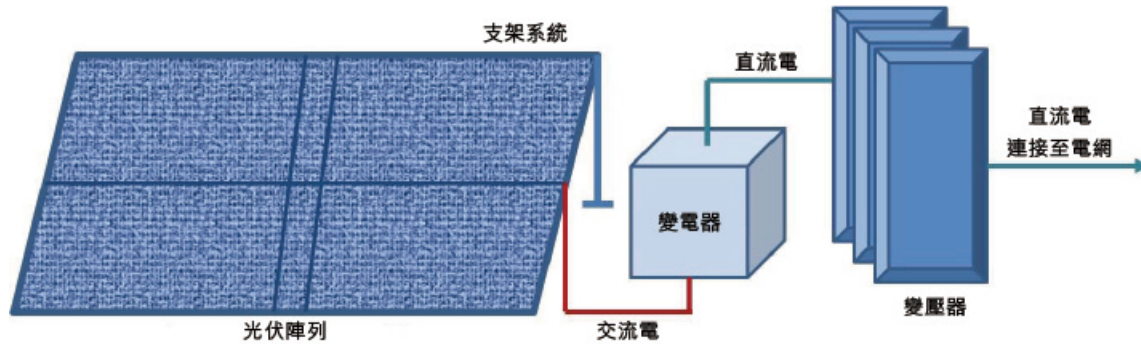 支架系統
直流電
直流電
連接至電網
變電器
光伏陣列
交流電
變壓器